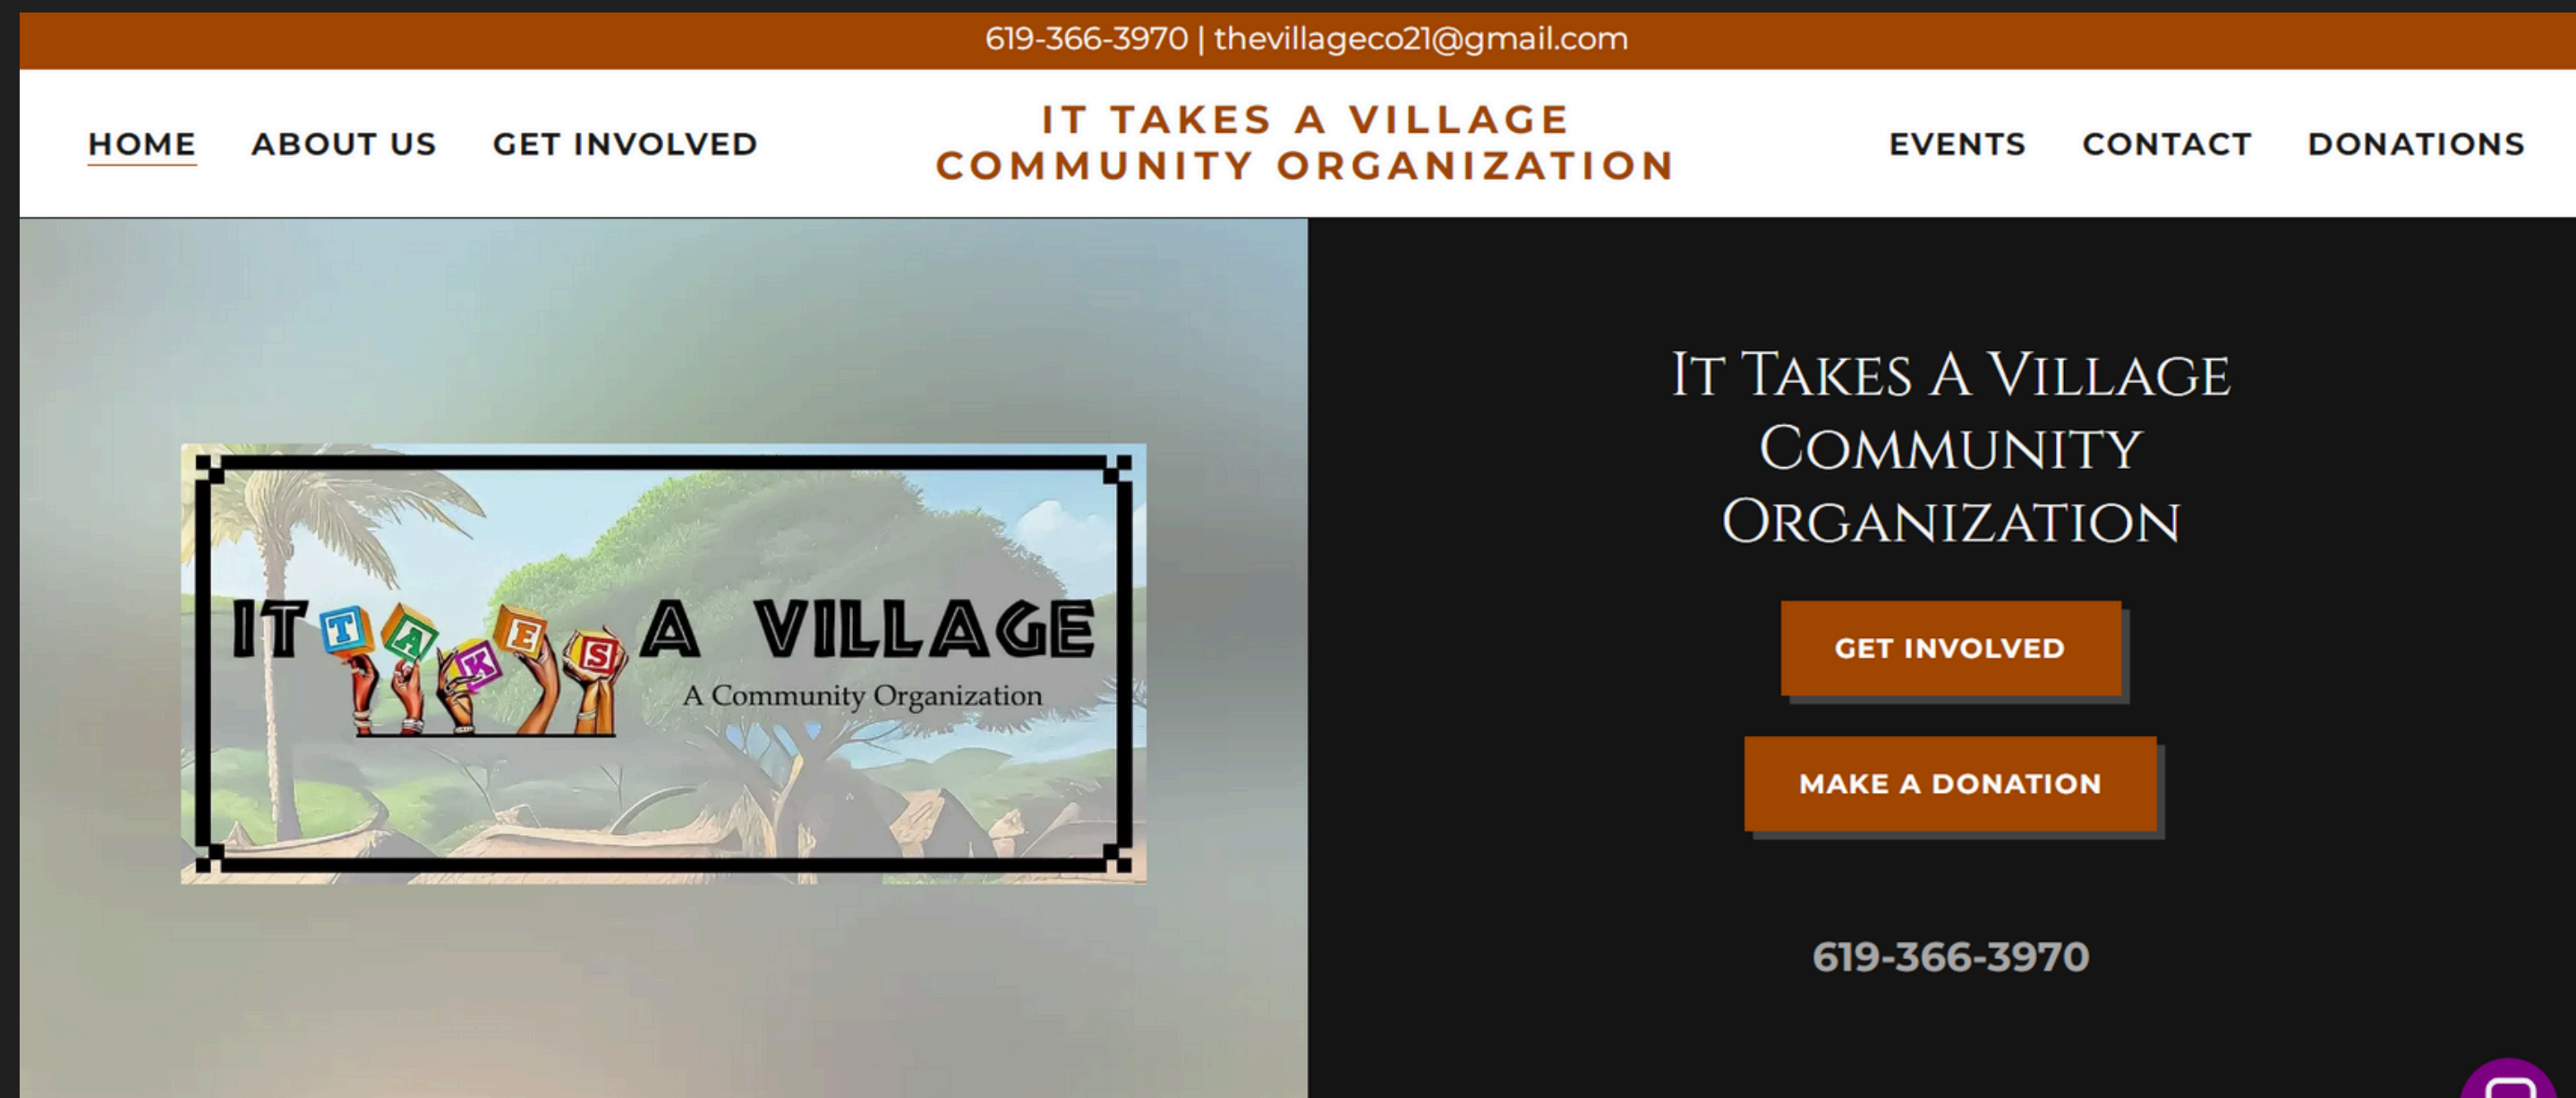 619-366-3970 | thevillageco21@gmail.com
HOME ABOUT US GET INVOLVED
IT TAKES A VILLAGE
COMMUNITY ORGANIZATION
EVENTS CONTACT DONATIONS
IT TAKES A VILLAGE
A Community Organization
It Takes A Village
Community
Organization
GET INVOLVED
MAKE A DONATION
619-366-3970